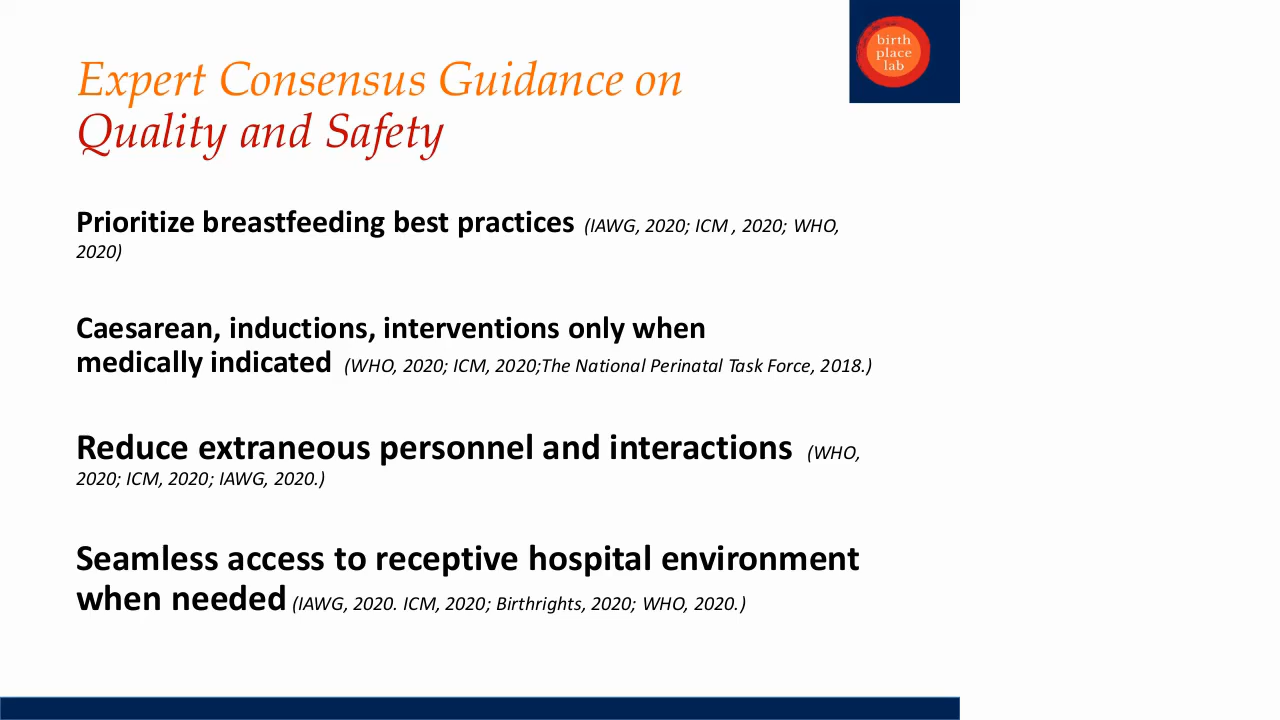 birth
place
lab
Expert Consensus Guidance on
Quality and Safety
Prioritize breastfeeding best practices (IAWG, 2020; ICM , 2020; WHO,
2020)
Caesarean, inductions, interventions only when
medically indicated (WHO, 2020; ICM, 2020;The National Perinatal Task Force, 2018.)
Reduce extraneous personnel and interactions (WHO,
2020; ICM, 2020; IAWG, 2020.)
Seamless access to receptive hospital environment
when needed (IAWG, 2020. ICM, 2020; Birthrights, 2020; WHO, 2020.)